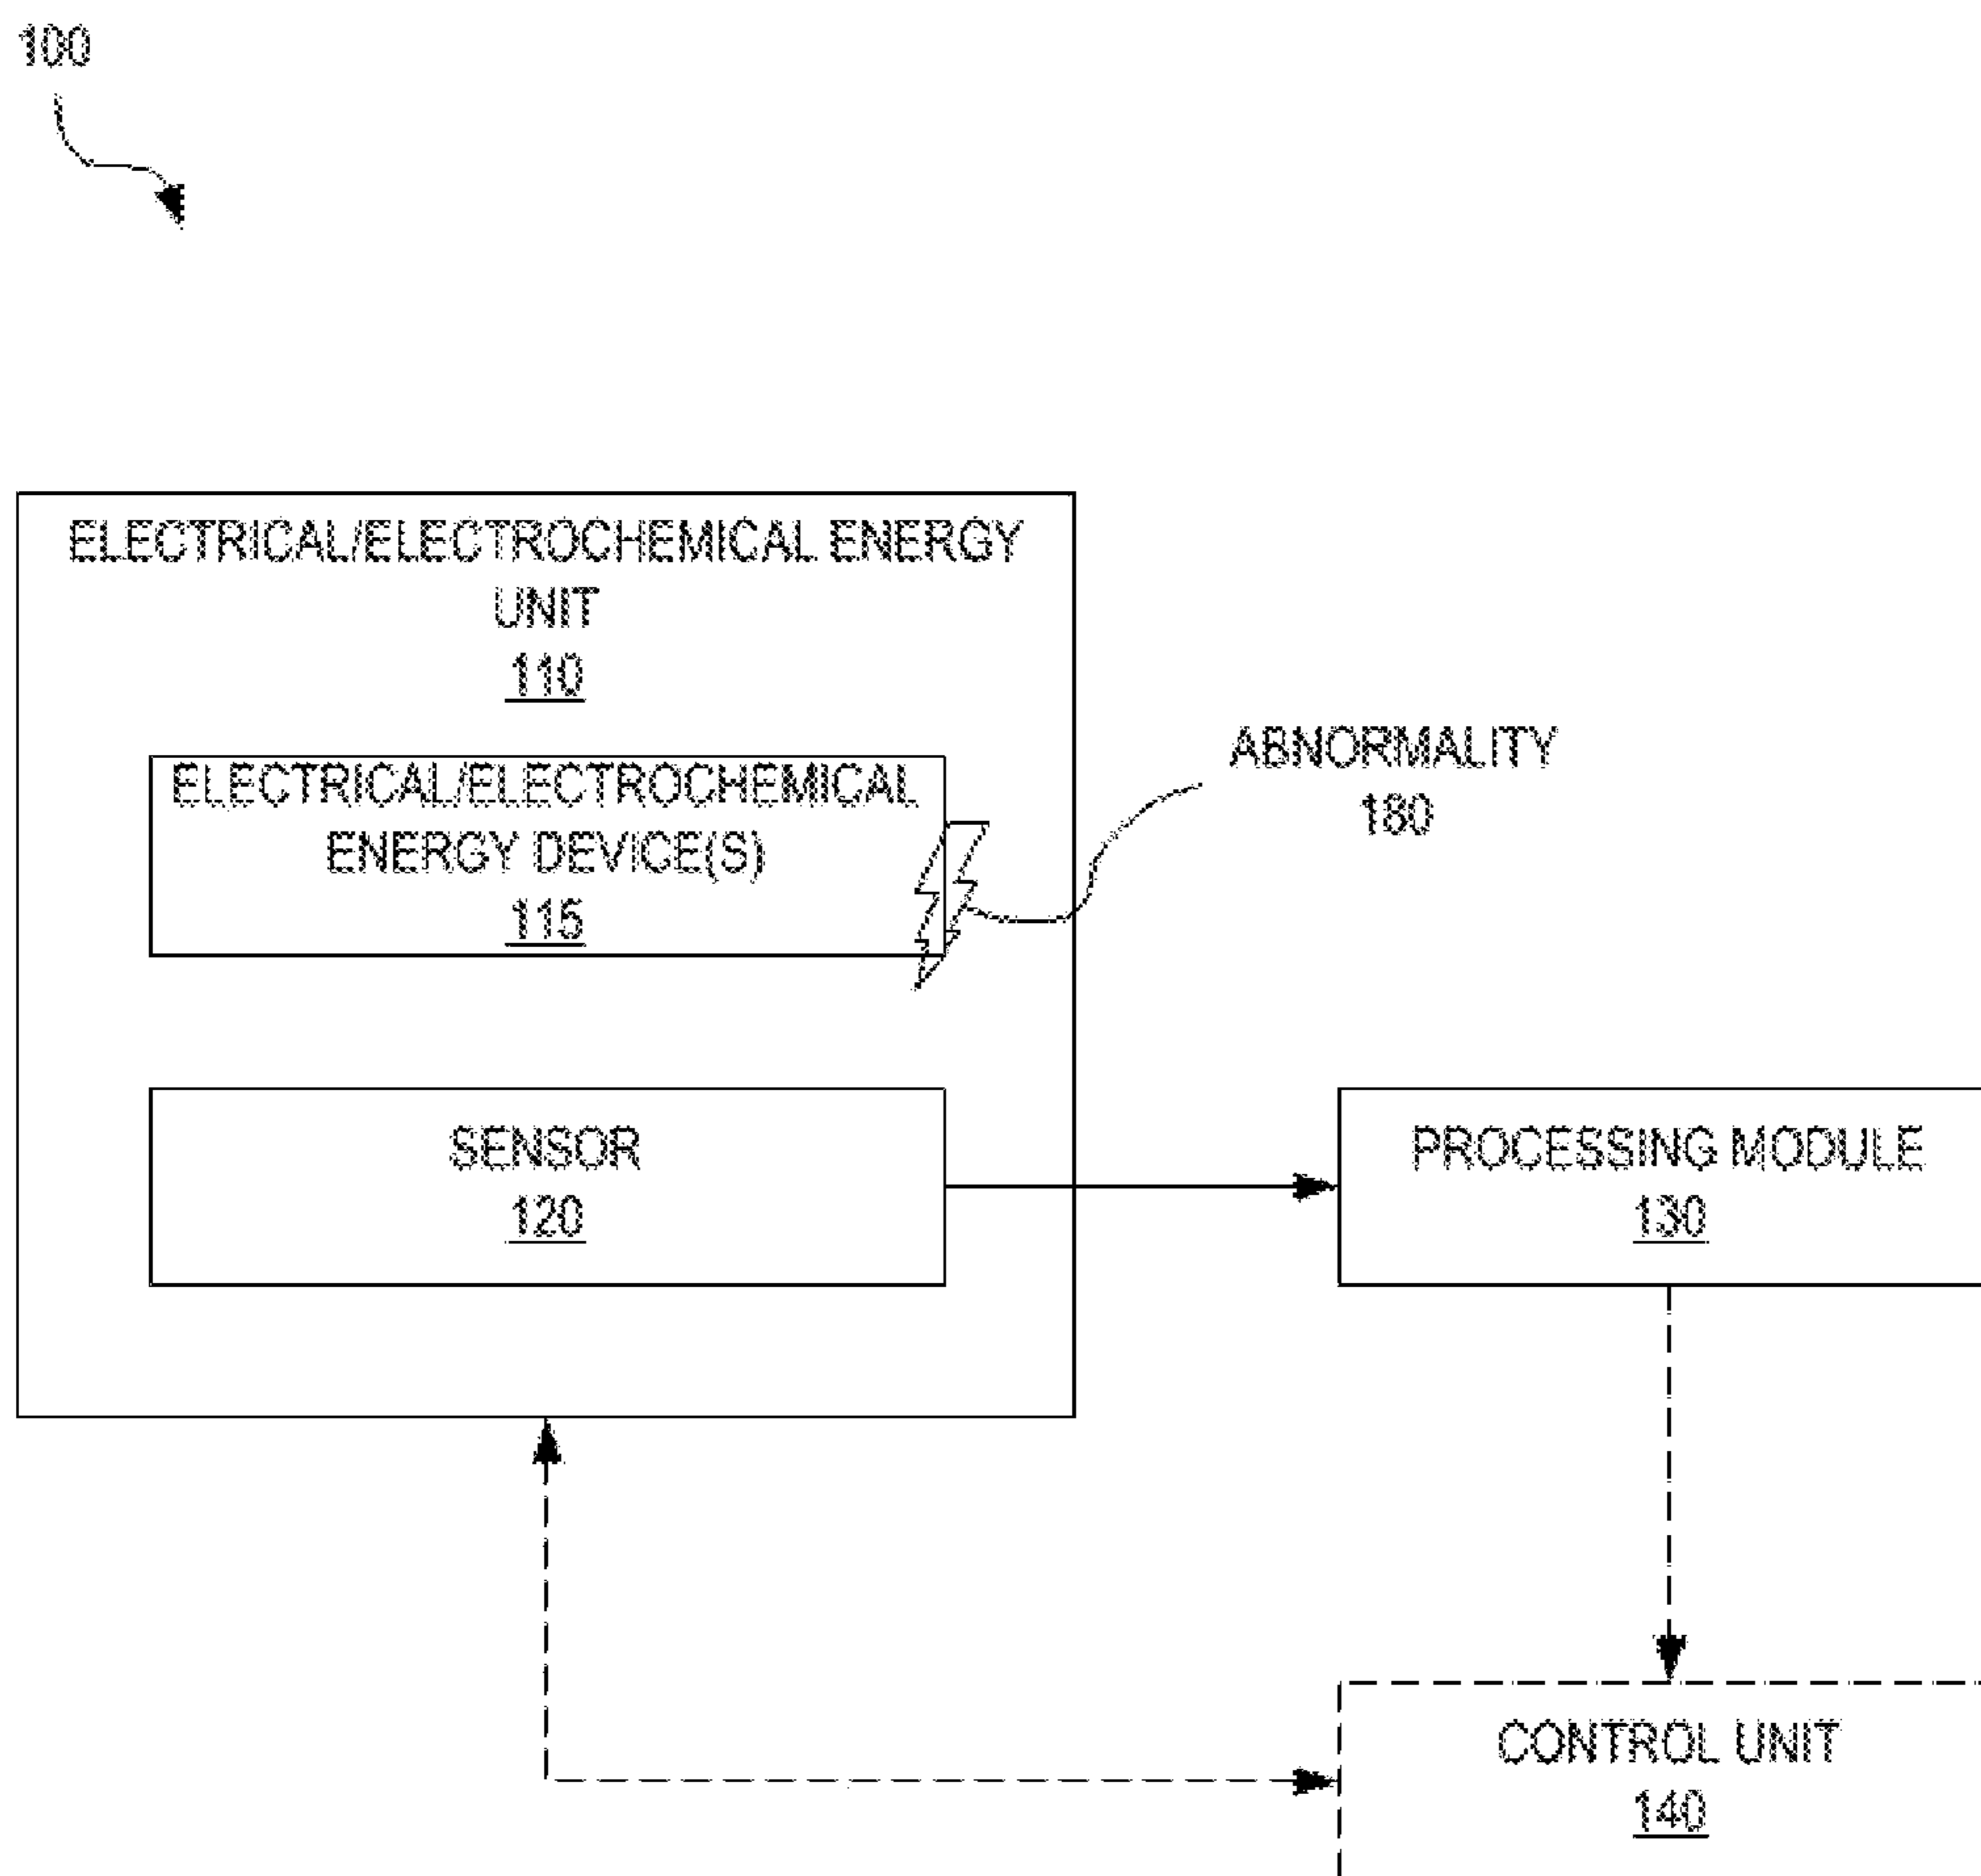 100
ELECTRICAL/ELECTROCHEMICAL ENERGY
UNIT
110
ELECTRICAL/ELECTROCHEMICAL
ENERGY DEVICE(S)
115
ABNORMALITY
180
SENSOR
120
PROCESSING MODULE
130
CONTROL UNIT
140